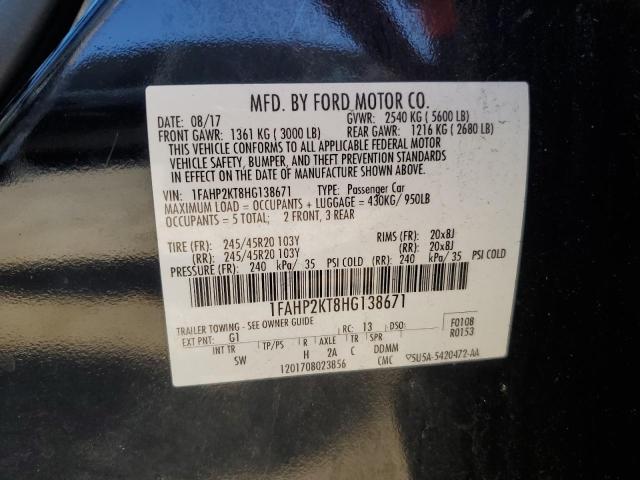 MFD. BY FORD MOTOR CO.
DATE: 08/17 GVWR: 2540 KG ( 5600 LB)
FRONT GAWR: 1361 KG ( 3000 LB) REAR GAWR: 1216 KG ( 2680 LB)
THIS VEHICLE CONFORMS TO ALL APPLICABLE FEDERAL MOTOR
VEHICLE SAFETY, BUMPER, AND THEFT PREVENTION STANDARDS
IN EFFECT ON THE DATE OF MANUFACTURE SHOWN ABOVE.
VIN: 1FAHP2KT8HG138671 TYPE: Passenger Car
MAXIMUM LOAD = OCCUPANTS + LUGGAGE = 430KG/ 950LB
OCCUPANTS: 5 TOTAL; 2 FRONT, 3 REAR
TIRE (FR): 245/45R20 103Y RIMS (FR): 20x8J
(RR): 245/45R20 103Y (RR): 20x8J
PRESSURE (FR): 240 kPa/ 35 PSI COLD (RR): 240 kPa/ 35 PSI COLD
1FAHP2KT8HG138671
TRAILER TOWING - SEE OWNER GUIDE
EXT PNT: G1 RC: 13 DSO: F0108
R0153
INT TR TP/PS R AXLE TR SPR
SW H 2A C DDMM
1201708023856 CMC 5U5A-5420472-AA